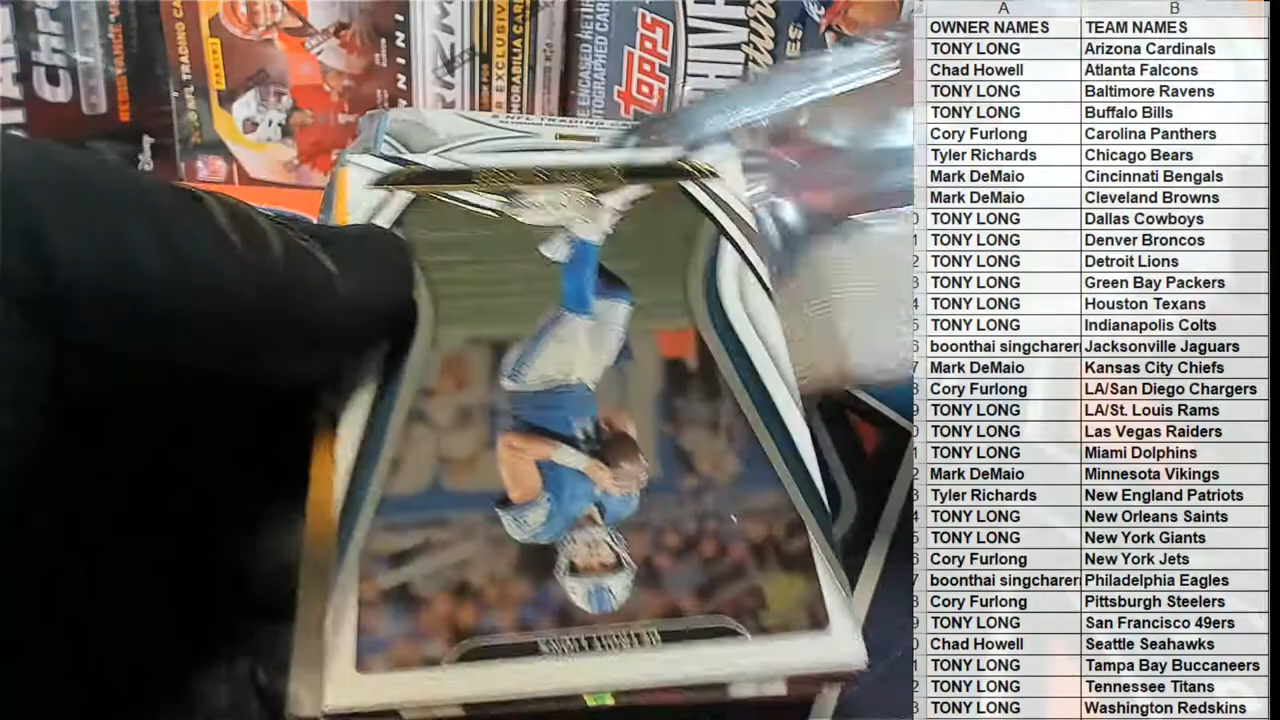 PANINI
Disney
RIZM
EXCLUSIV
MORABILIA CAR
topps
A B
OWNER NAMES TEAM NAMES
TONY LONG Arizona Cardinals
Chad Howell Atlanta Falcons
TONY LONG Baltimore Ravens
TONY LONG Buffalo Bills
Cory Furlong Carolina Panthers
Tyler Richards Chicago Bears
Mark DeMaio Cincinnati Bengals
Mark DeMaio Cleveland Browns
TONY LONG Dallas Cowboys
TONY LONG Denver Broncos
TONY LONG Detroit Lions
TONY LONG Green Bay Packers
TONY LONG Houston Texans
TONY LONG Indianapolis Colts
boonthai singcharer Jacksonville Jaguars
Mark DeMaio Kansas City Chiefs
Cory Furlong LA/San Diego Chargers
TONY LONG LA/St. Louis Rams
TONY LONG Las Vegas Raiders
TONY LONG Miami Dolphins
Mark DeMaio Minnesota Vikings
Tyler Richards New England Patriots
TONY LONG New Orleans Saints
TONY LONG New York Giants
Cory Furlong New York Jets
boonthai singcharer Philadelphia Eagles
Cory Furlong Pittsburgh Steelers
TONY LONG San Francisco 49ers
Chad Howell Seattle Seahawks
TONY LONG Tampa Bay Buccaneers
TONY LONG Tennessee Titans
TONY LONG Washington Redskins